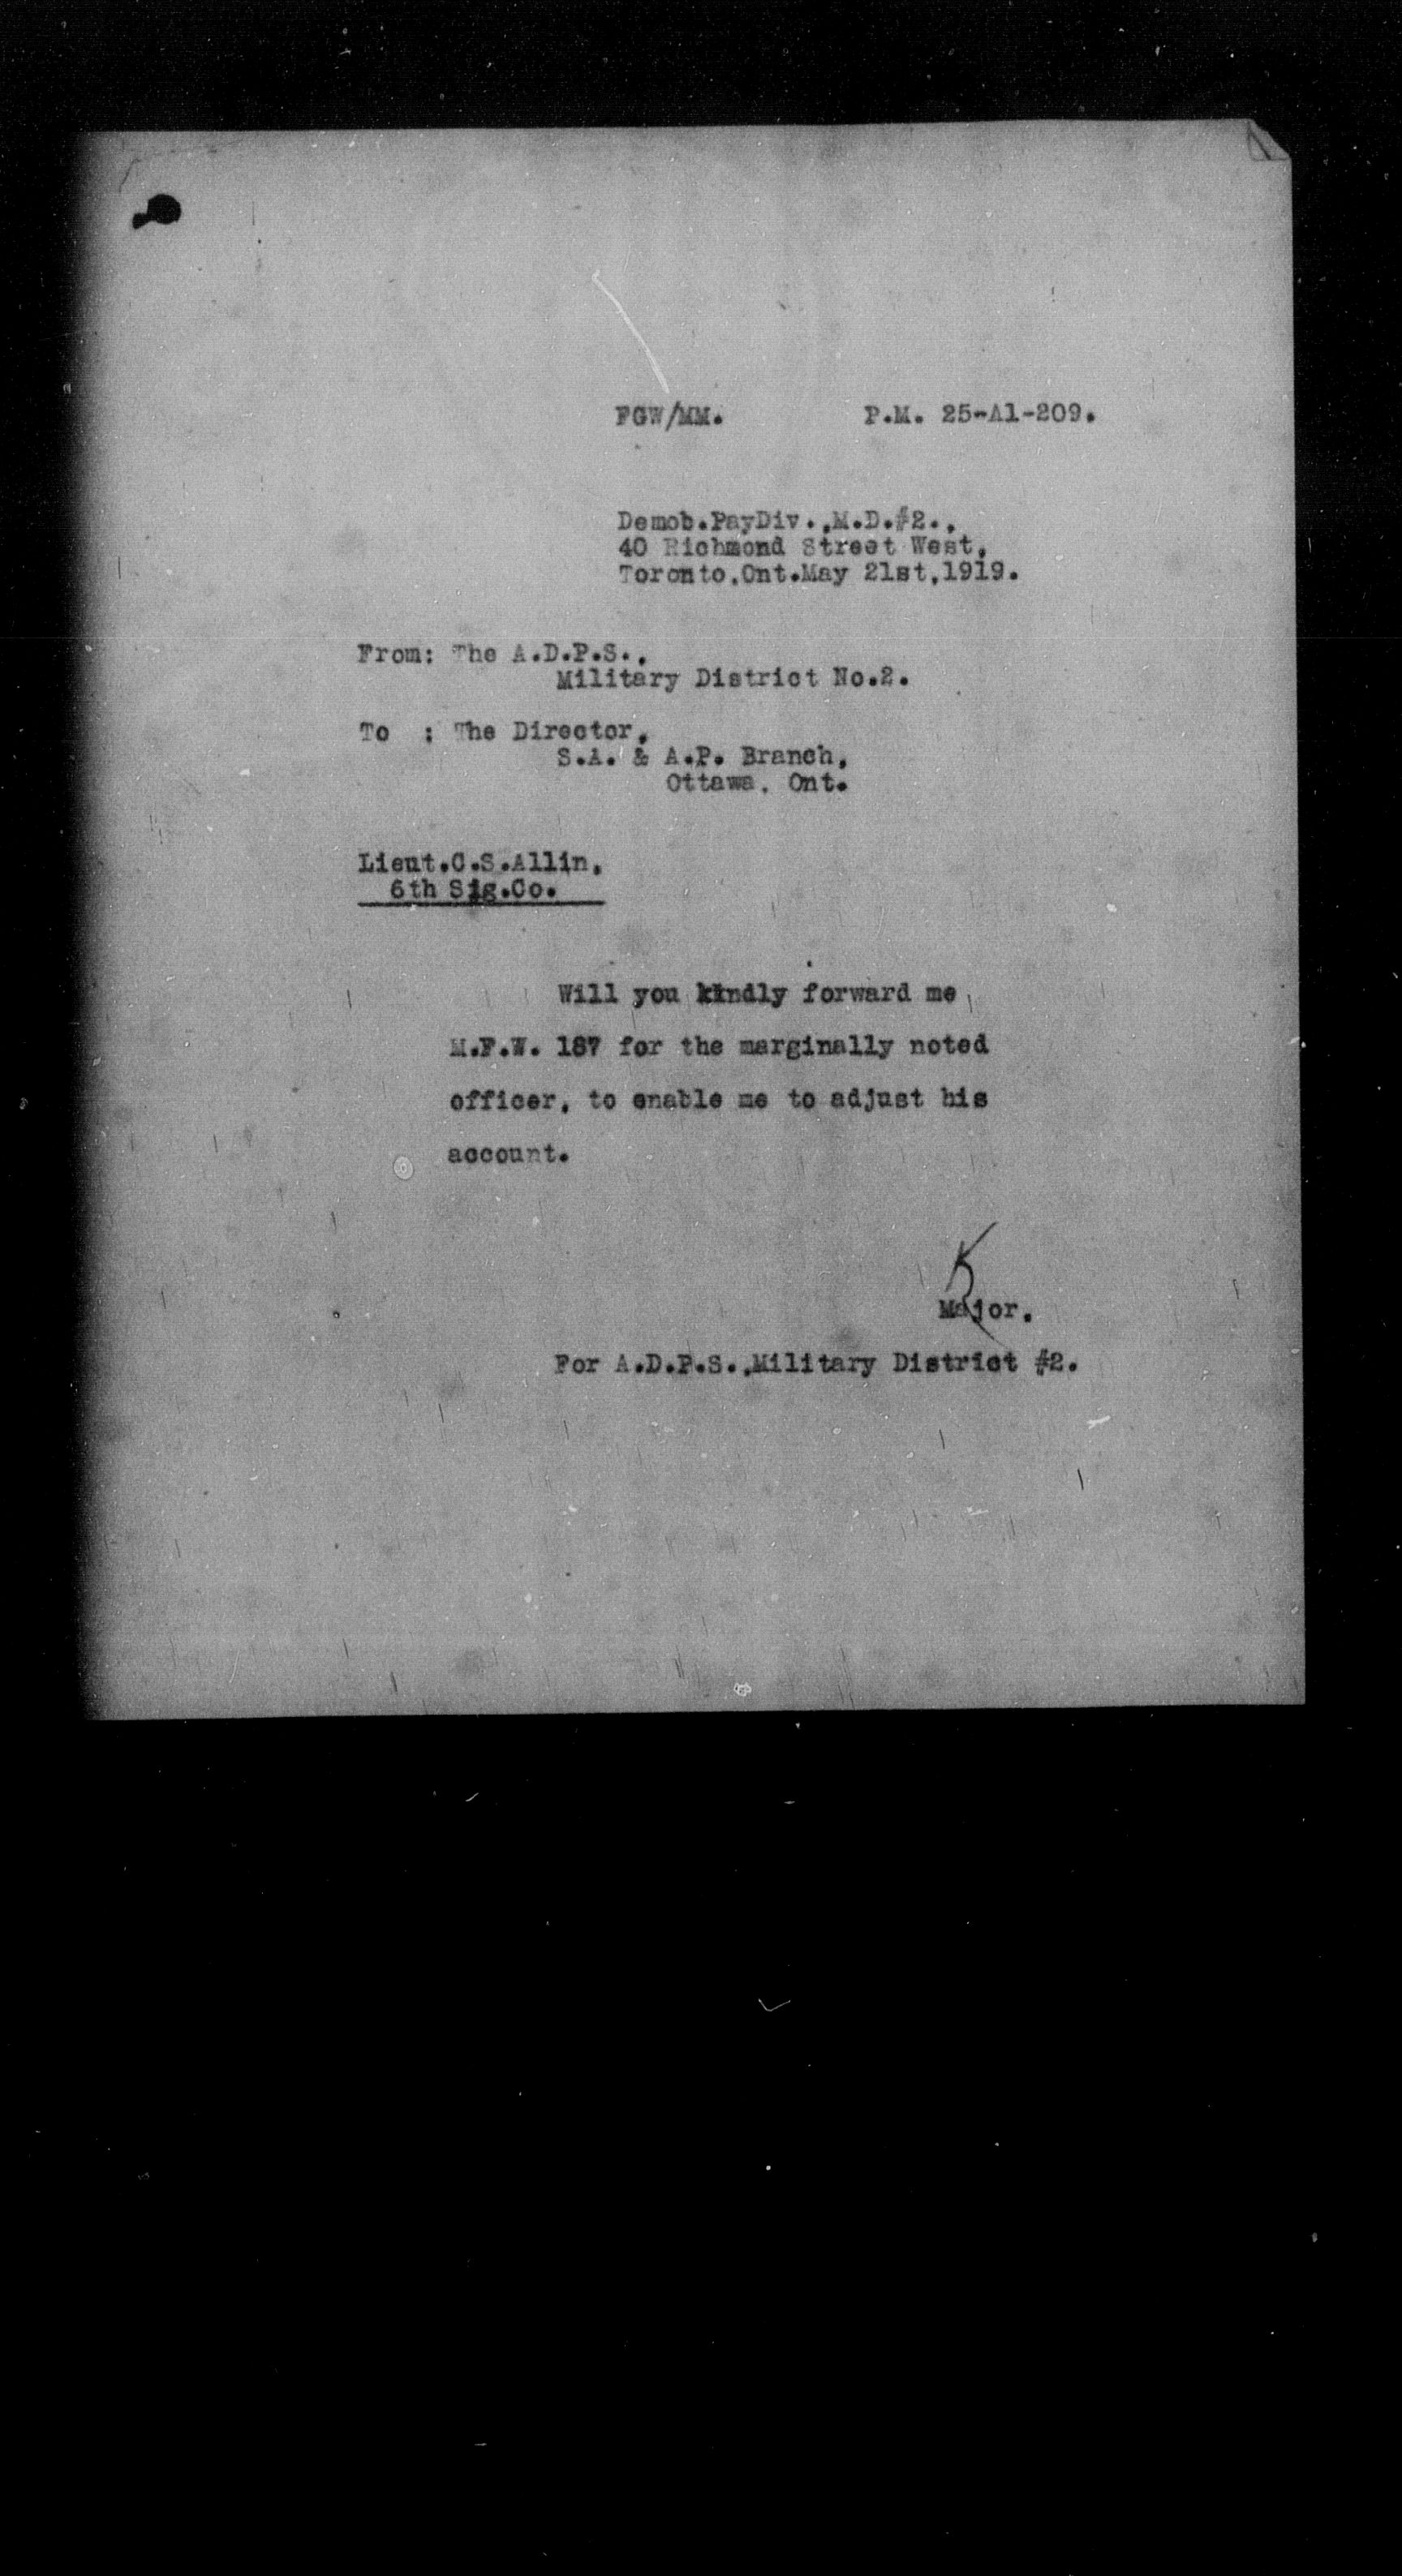 FGW/MM. P.M. 25-Al-209.
Demob.PayDiv.,M.D.#2.,
40 Richmond Street West,
Toronto,Ont.May 21st,1919.
From: The A.D.P.S.,
Military District No.2.
To : The Director,
S.A. & A.P. Branch,
Ottawa, Ont.
Lieut.C.S.Allin,
6th Sig.Co.
Will you kindly forward me
M.F.W. 187 for the marginally noted
officer, to enable me to adjust his
account.
Major.
For A.D.P.S.,Military District #2.